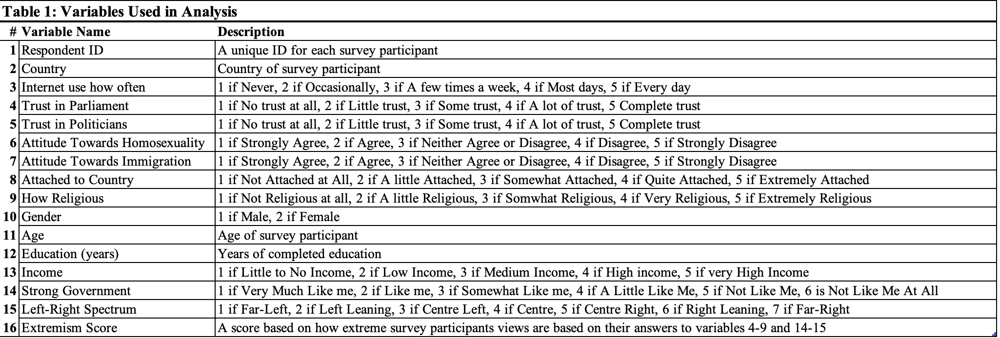 Table 1: Variables Used in Analysis
# Variable Name Description
1 Respondent ID A unique ID for each survey participant
2 Country Country of survey participant
3 Internet use how often 1 if Never, 2 if Occasionally, 3 if A few times a week, 4 if Most days, 5 if Every day
4 Trust in Parliament 1 if No trust at all, 2 if Little trust, 3 if Some trust, 4 if A lot of trust, 5 Complete trust
5 Trust in Politicians 1 if No trust at all, 2 if Little trust, 3 if Some trust, 4 if A lot of trust, 5 Complete trust
6 Attitude Towards Homosexuality 1 if Strongly Agree, 2 if Agree, 3 if Neither Agree or Disagree, 4 if Disagree, 5 if Strongly Disagree
7 Attitude Towards Immigration 1 if Strongly Agree, 2 if Agree, 3 if Neither Agree or Disagree, 4 if Disagree, 5 if Strongly Disagree
8 Attached to Country 1 if Not Attached at All, 2 if A little Attached, 3 if Somewhat Attached, 4 if Quite Attached, 5 if Extremely Attached
9 How Religious 1 if Not Religious at all, 2 if A little Religious, 3 if Somwhat Religious, 4 if Very Religious, 5 if Extremely Religious
10 Gender 1 if Male, 2 if Female
11 Age Age of survey participant
12 Education (years) Years of completed education
13 Income 1 if Little to No Income, 2 if Low Income, 3 if Medium Income, 4 if High income, 5 if very High Income
14 Strong Government 1 if Very Much Like me, 2 if Like me, 3 if Somewhat Like me, 4 if A Little Like Me, 5 if Not Like Me, 6 is Not Like Me At All
15 Left-Right Spectrum 1 if Far-Left, 2 if Left Leaning, 3 if Centre Left, 4 if Centre, 5 if Centre Right, 6 if Right Leaning, 7 if Far-Right
16 Extremism Score A score based on how extreme survey participants views are based on their answers to variables 4-9 and 14-15